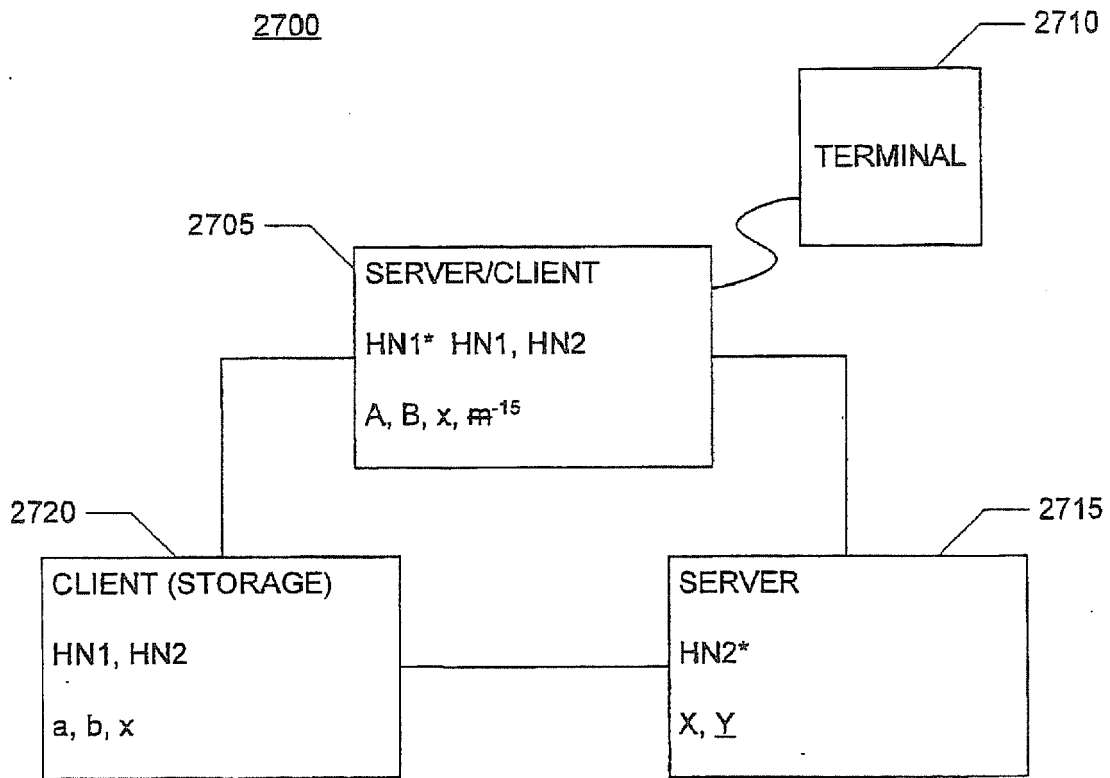 2700
2710
TERMINAL
2705
SERVER/CLIENT
HN1* HN1, HN2
A, B, x, m-15
2720
2715
CLIENT (STORAGE)
HN1, HN2
a, b, x
SERVER
HN2*
X, Y